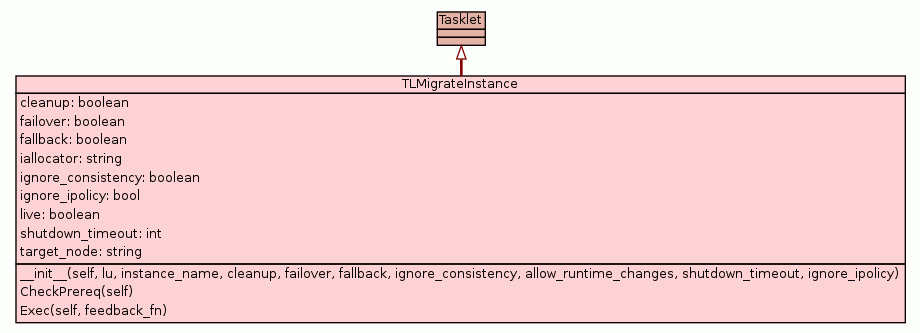 Tasklet
TLMigrateInstance
cleanup: boolean
failover: boolean
fallback: boolean
iallocator: string
ignore_consistency: boolean
ignore_ipolicy: bool
live: boolean
shutdown_timeout: int
target_node: string
__init__(self, lu, instance_name, cleanup, failover, fallback, ignore_consistency, allow_runtime_changes, shutdown_timeout, ignore_ipolicy)
CheckPrereq(self)
Exec(self, feedback_fn)